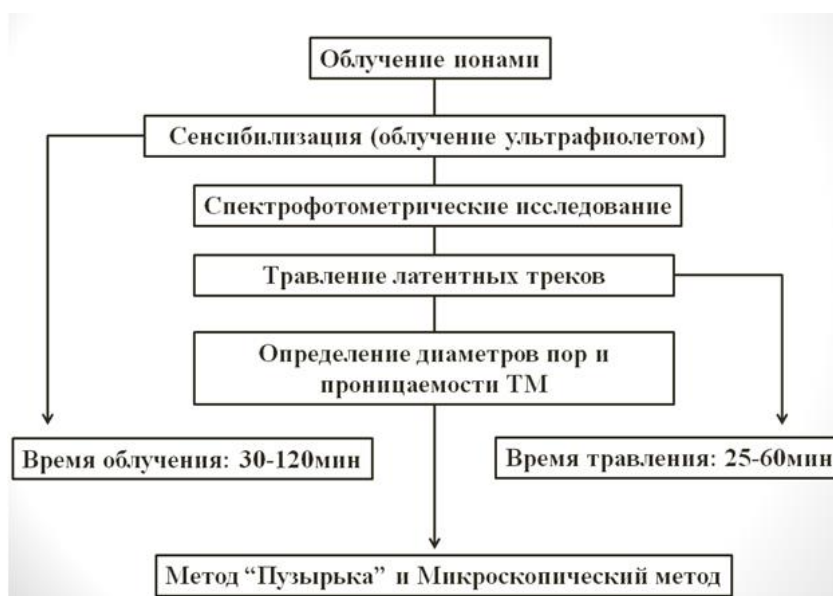 Облучение ионами
Сенсибилизация (облучение ультрафиолетом)
Спектрофотометрические исследование
Травление латентных треков
Определение диаметров пор и
проницаемости ТМ
Время облучения: 30-120мин
Время травления: 25-60мин
Метод “Пузырька” и Микроскопический метод